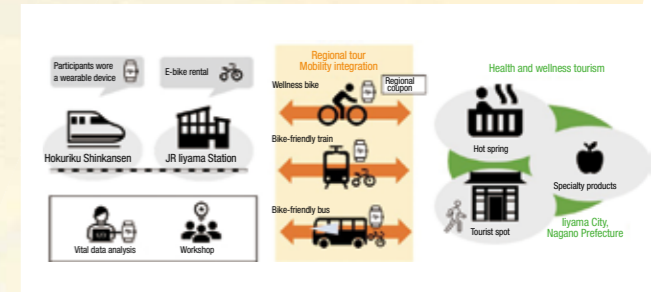 Participants wore
a wearable device
E-bike rental
Hokuriku Shinkansen
JR Iiyama Station
Vital data analysis
Workshop
Regional tour
Mobility integration
Wellness bike
Regional
coupon
Bike-friendly train
Bike-friendly bus
Health and wellness tourism
Hot spring
Specialty products
Tourist spot
Iiyama City,
Nagano Prefecture